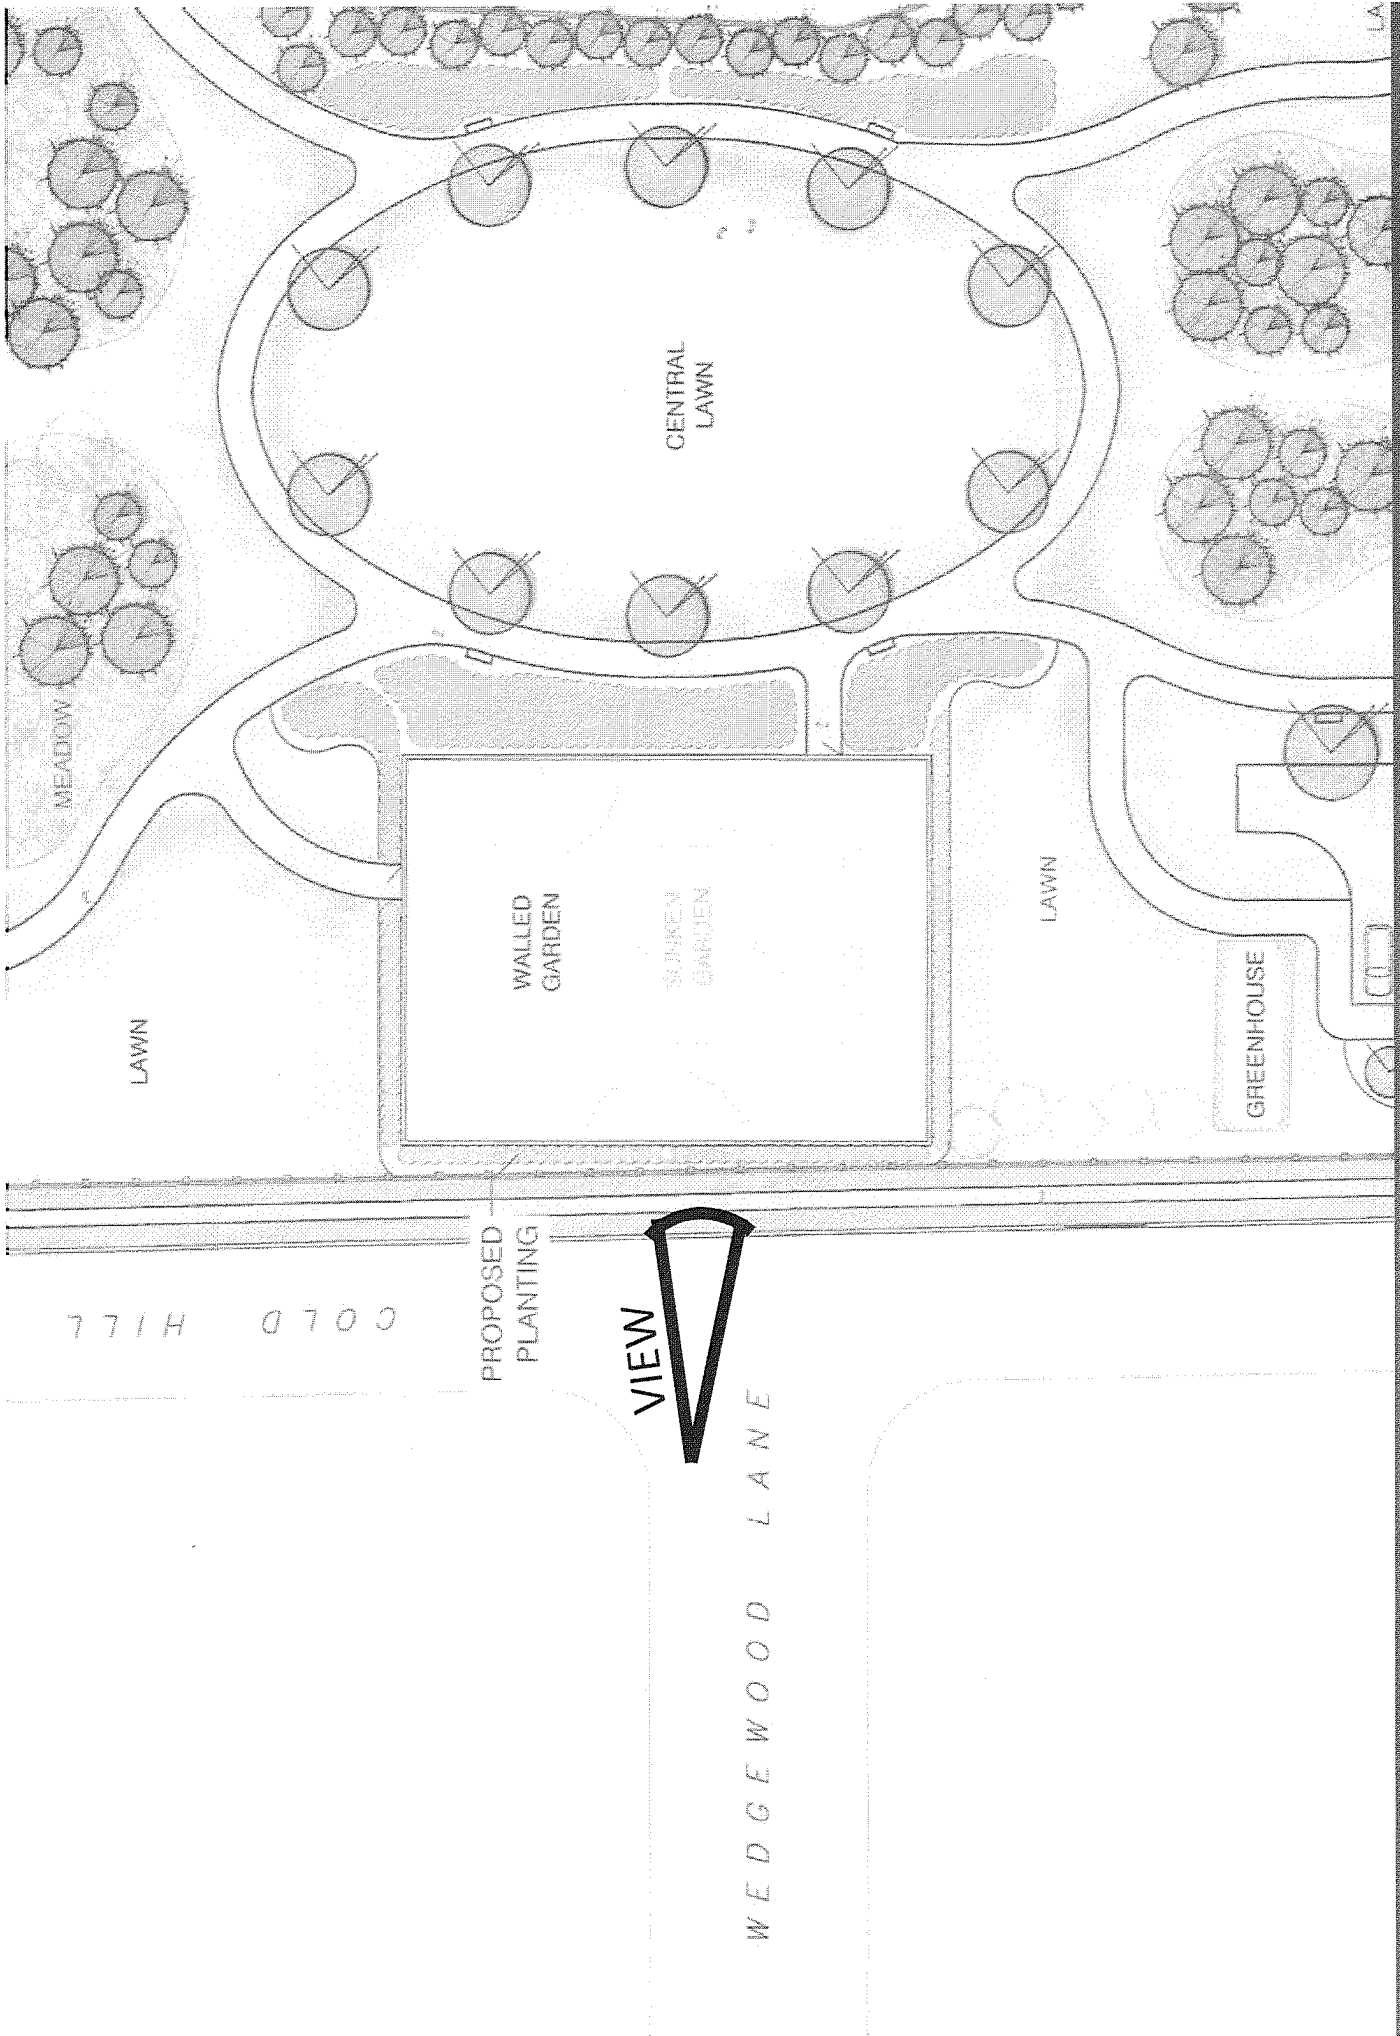 MEADOW
CENTRAL
LAWN
LAWN
WALLED
GARDEN
SUNKEN
GARDEN
LAWN
GREENHOUSE
PROPOSED
PLANTING
COLD HILL
VIEW
WEDGEWOOD LANE